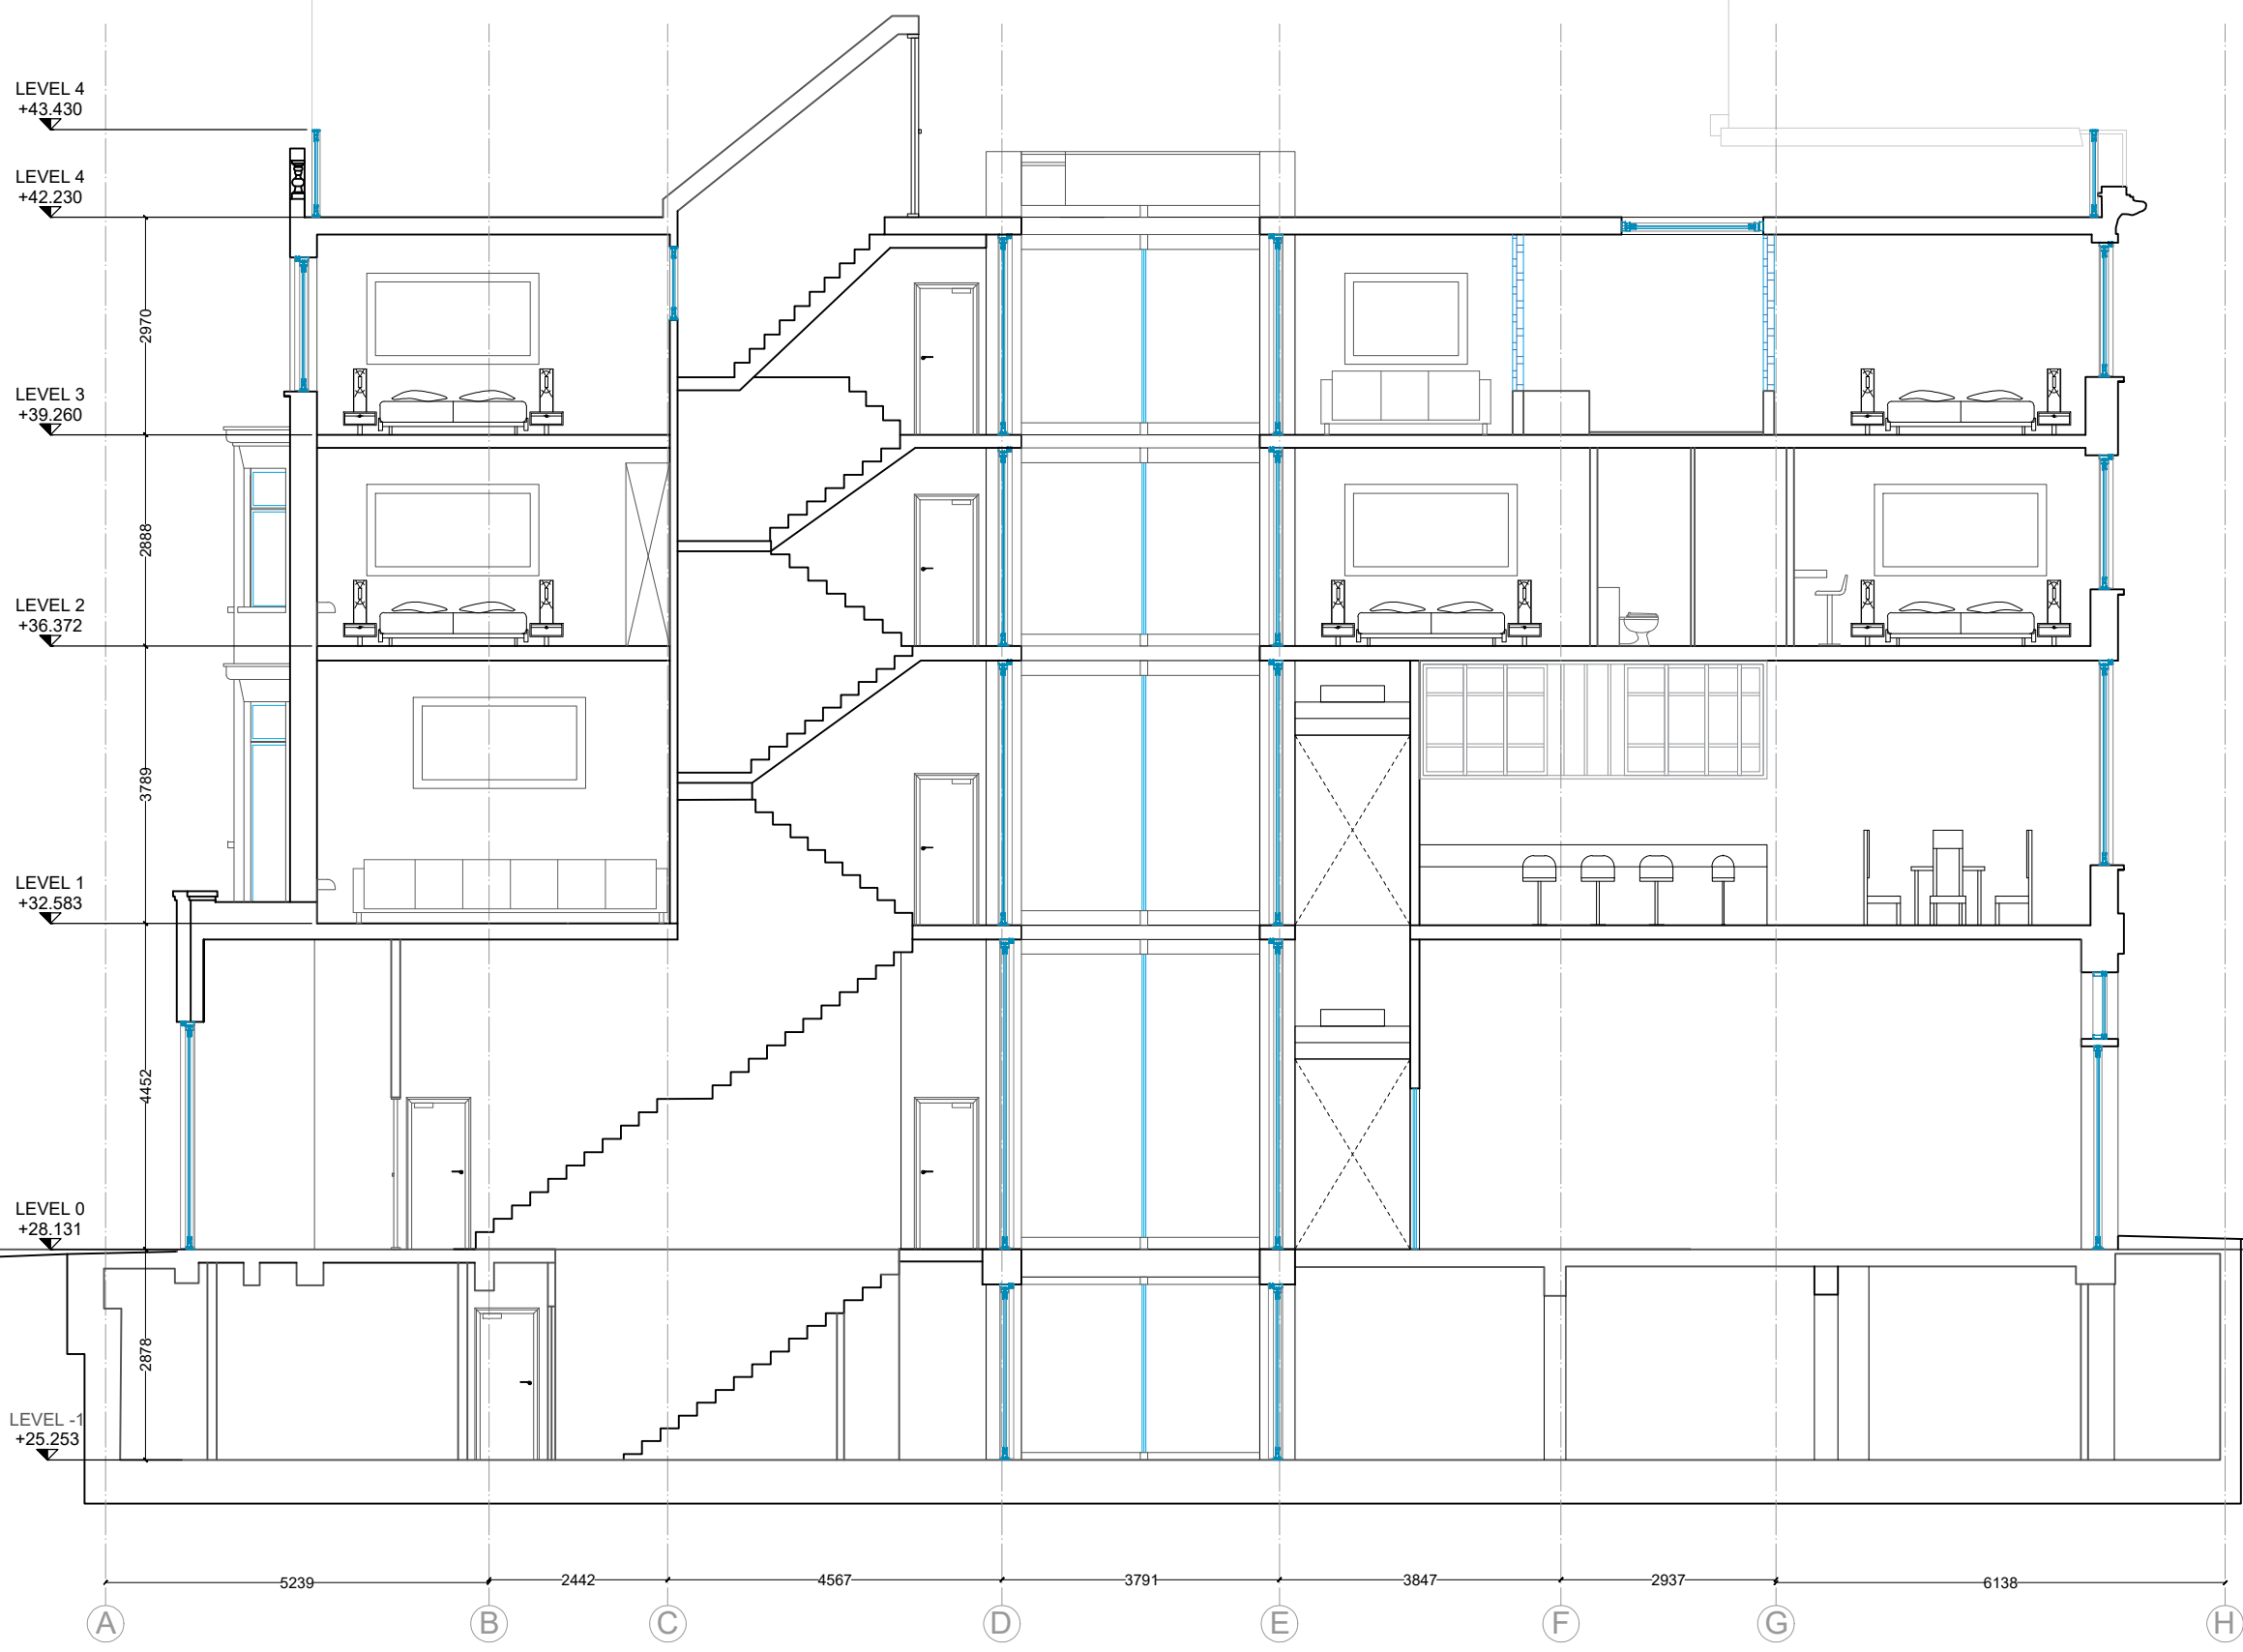 LEVEL 4
+43.430
LEVEL 4
+42.230
2970
LEVEL 3
+39.260
2888
LEVEL 2
+36.372
3789
LEVEL 1
+32.583
4452
LEVEL 0
+28.131
2878
LEVEL -1
+25.253
5239 2442 4567 3791 3847 2937 6138
A B C D E F G H